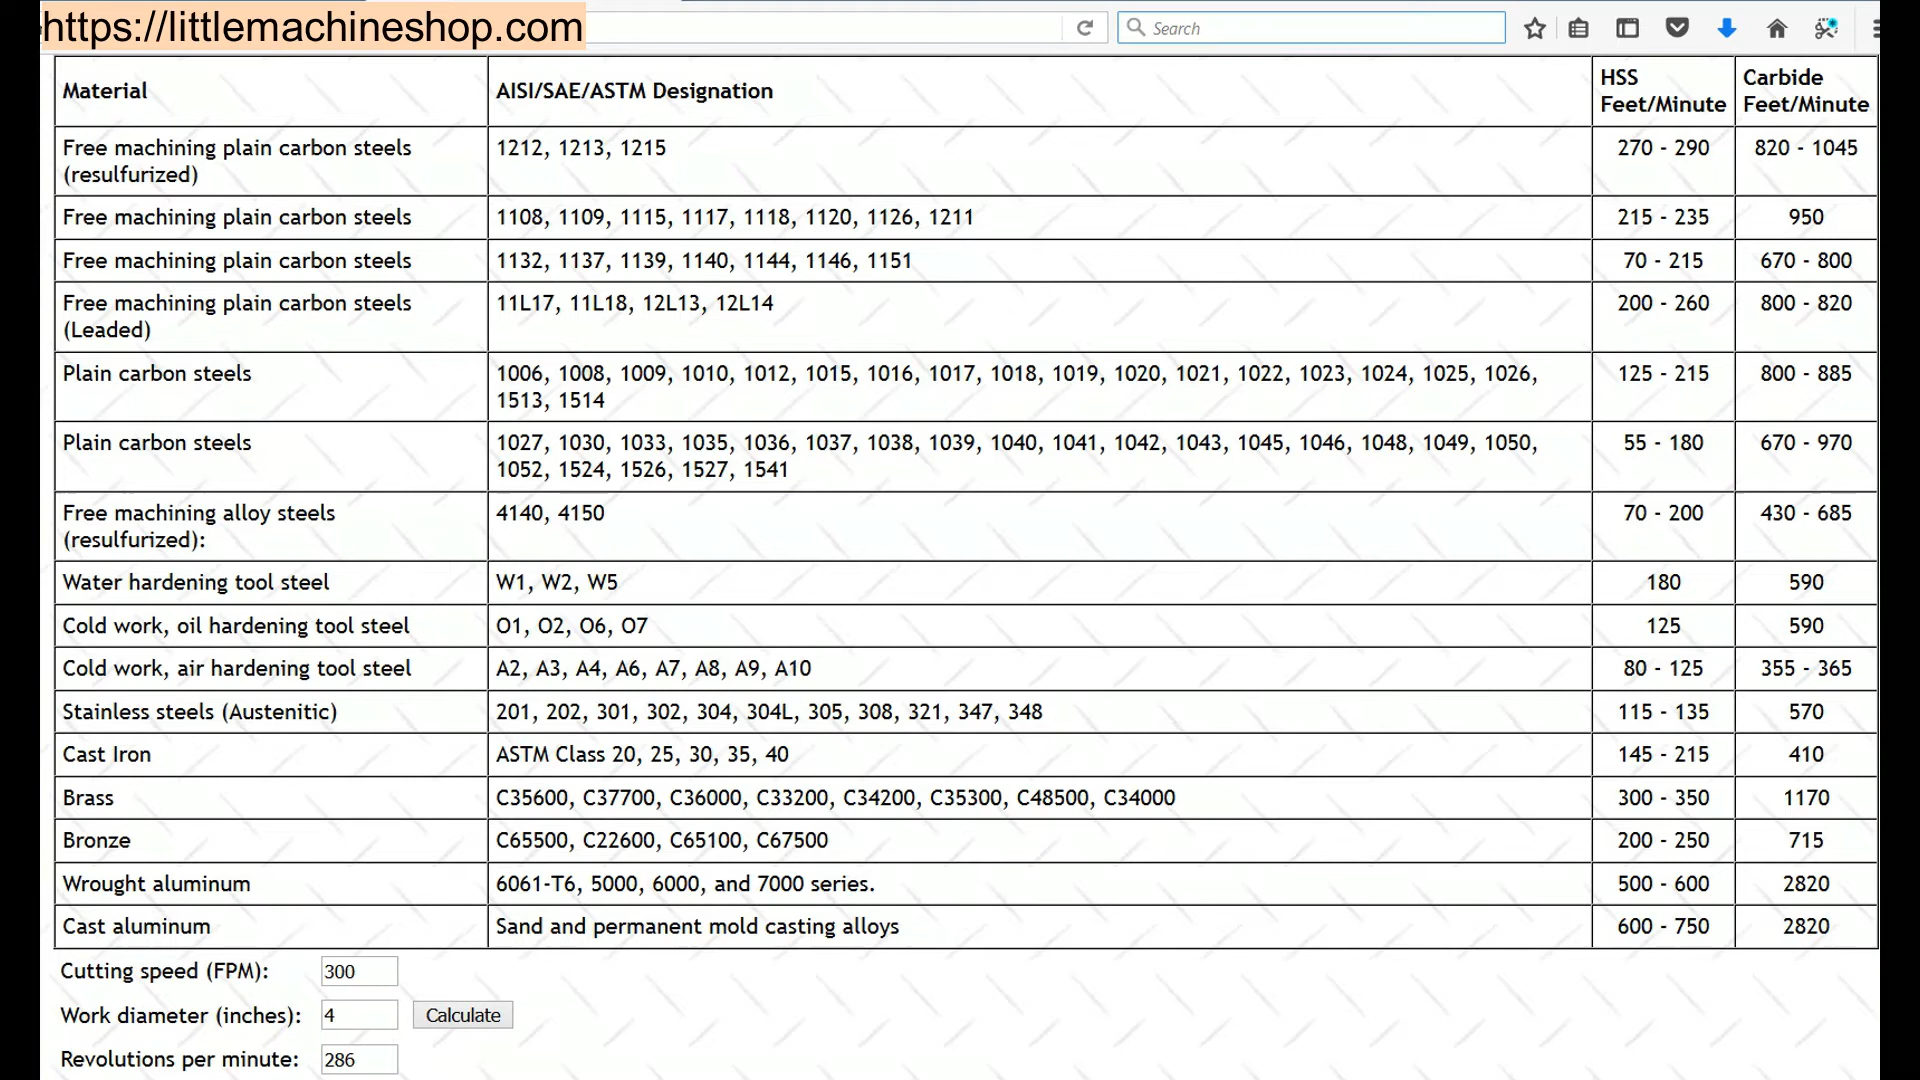 https://littlemachineshop.com
Search
Material AISI/SAE/ASTM Designation HSS Feet/Minute Carbide Feet/Minute
Free machining plain carbon steels (resulfurized) 1212, 1213, 1215 270 - 290 820 - 1045
Free machining plain carbon steels 1108, 1109, 1115, 1117, 1118, 1120, 1126, 1211 215 - 235 950
Free machining plain carbon steels 1132, 1137, 1139, 1140, 1144, 1146, 1151 70 - 215 670 - 800
Free machining plain carbon steels (Leaded) 11L17, 11L18, 12L13, 12L14 200 - 260 800 - 820
Plain carbon steels 1006, 1008, 1009, 1010, 1012, 1015, 1016, 1017, 1018, 1019, 1020, 1021, 1022, 1023, 1024, 1025, 1026, 1513, 1514 125 - 215 800 - 885
Plain carbon steels 1027, 1030, 1033, 1035, 1036, 1037, 1038, 1039, 1040, 1041, 1042, 1043, 1045, 1046, 1048, 1049, 1050, 1052, 1524, 1526, 1527, 1541 55 - 180 670 - 970
Free machining alloy steels (resulfurized): 4140, 4150 70 - 200 430 - 685
Water hardening tool steel W1, W2, W5 180 590
Cold work, oil hardening tool steel O1, O2, O6, O7 125 590
Cold work, air hardening tool steel A2, A3, A4, A6, A7, A8, A9, A10 80 - 125 355 - 365
Stainless steels (Austenitic) 201, 202, 301, 302, 304, 304L, 305, 308, 321, 347, 348 115 - 135 570
Cast Iron ASTM Class 20, 25, 30, 35, 40 145 - 215 410
Brass C35600, C37700, C36000, C33200, C34200, C35300, C48500, C34000 300 - 350 1170
Bronze C65500, C22600, C65100, C67500 200 - 250 715
Wrought aluminum 6061-T6, 5000, 6000, and 7000 series. 500 - 600 2820
Cast aluminum Sand and permanent mold casting alloys 600 - 750 2820
Cutting speed (FPM): 300
Work diameter (inches): 4 Calculate
Revolutions per minute: 286